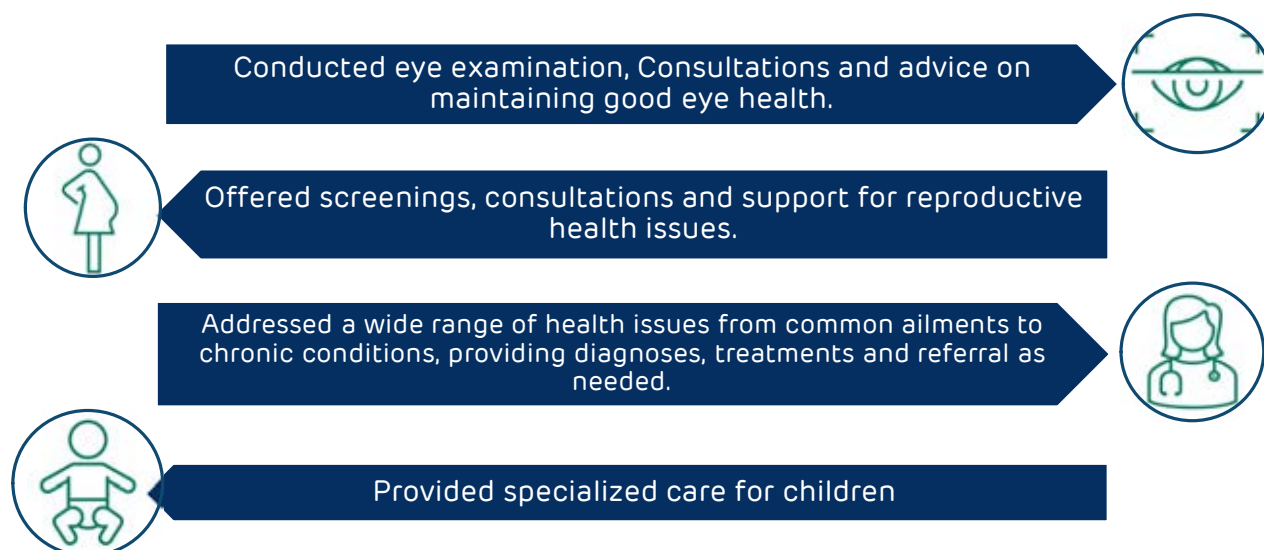 Conducted eye examination, Consultations and advice on
maintaining good eye health.
Offered screenings, consultations and support for reproductive
health issues.
Addressed a wide range of health issues from common ailments to
chronic conditions, providing diagnoses, treatments and referral as
needed.
Provided specialized care for children